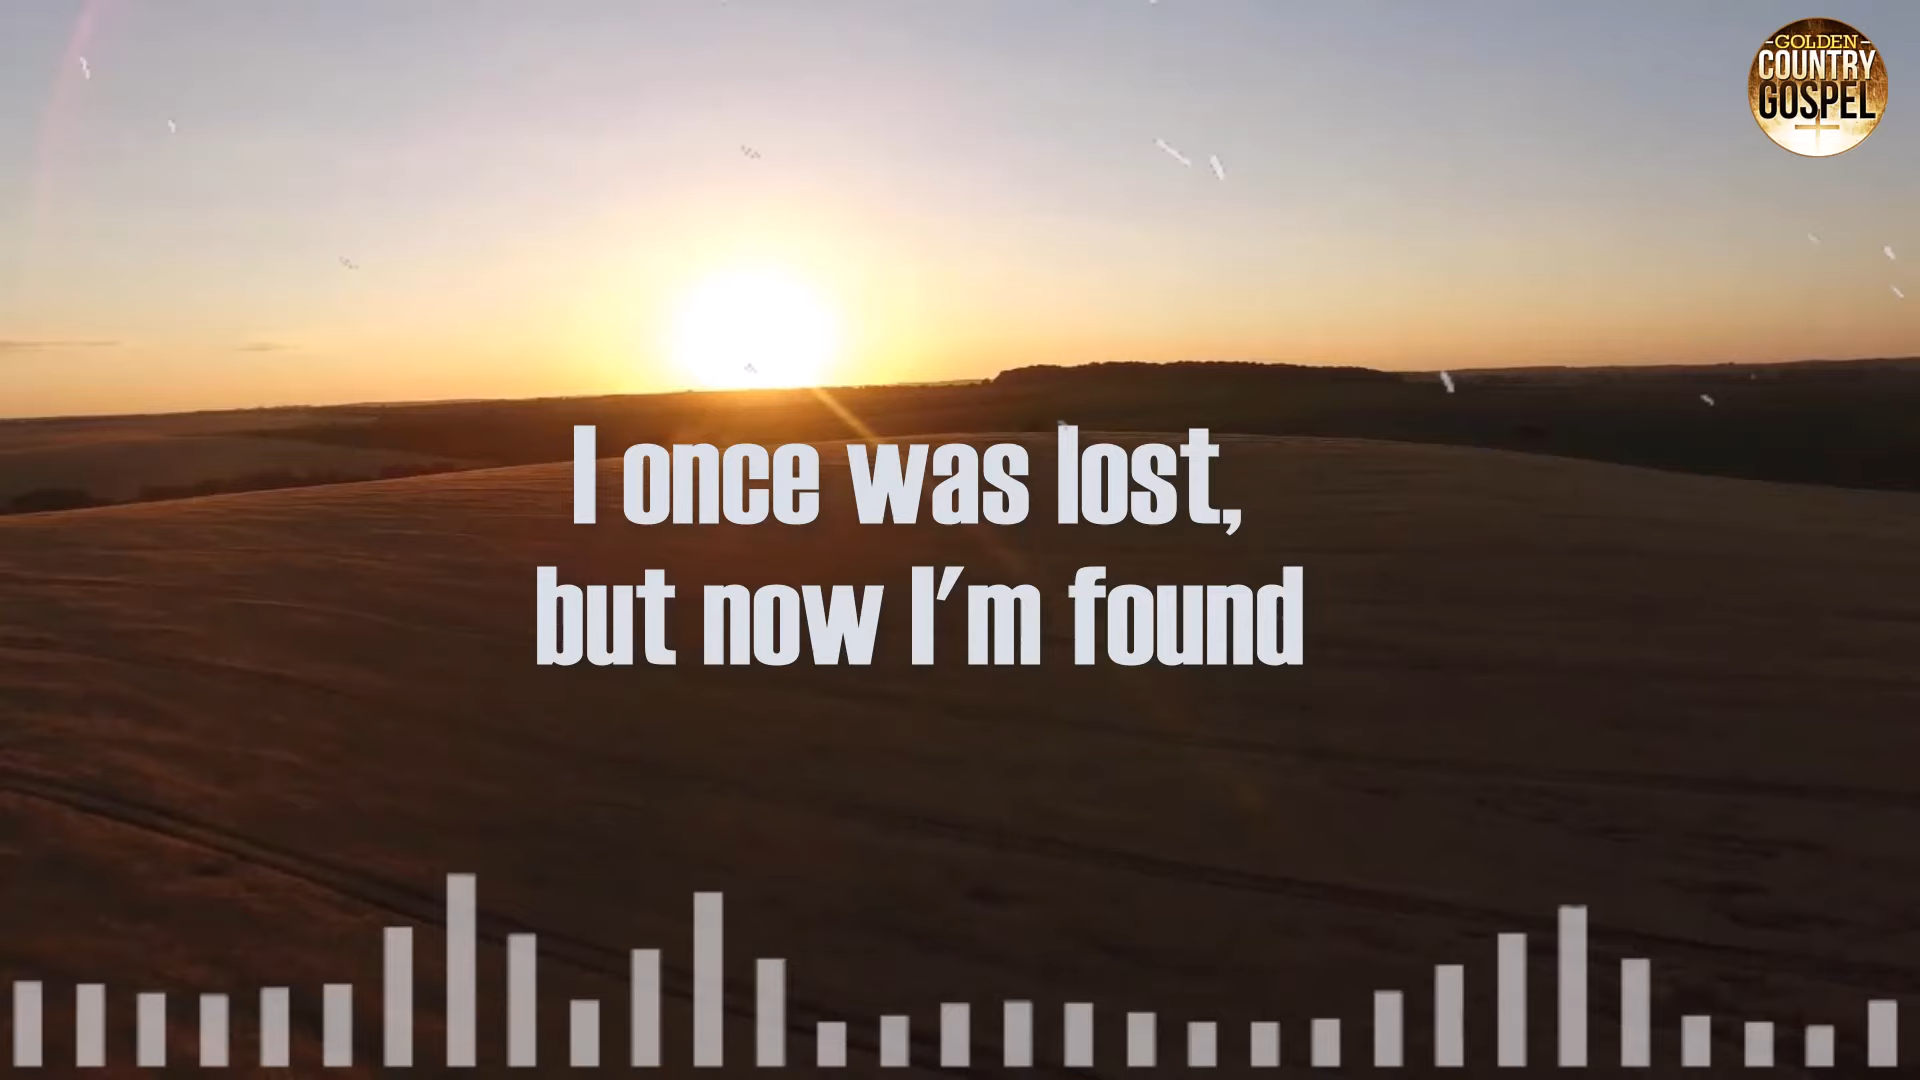 -GOLDEN-
COUNTRY
GOSPEL
I once was lost,
but now I'm found